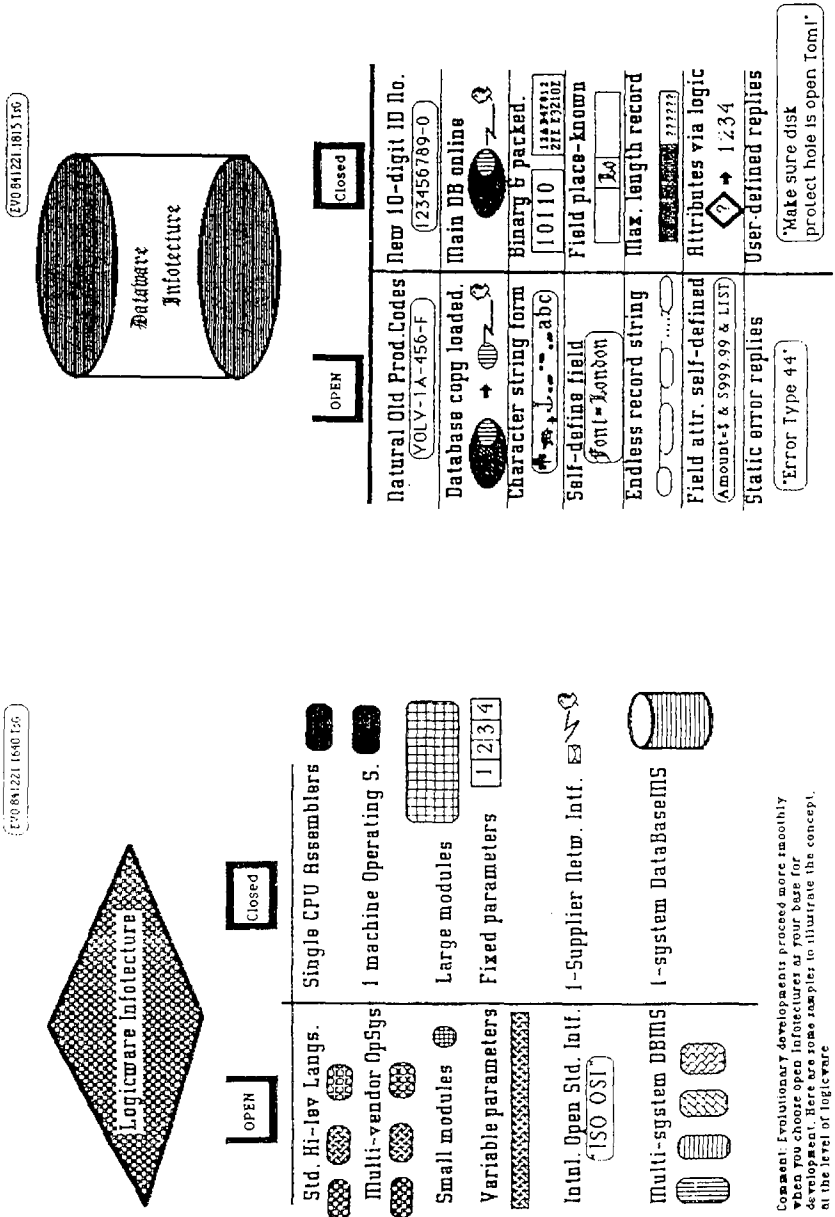 EVO 841221.1640 TsG
Logicware Infotecture
OPEN
Closed
Std. Hi-lev Langs.
Single CPU Assemblers
Multi-vendor OpSys
1 machine Operating S.
Small modules
Large modules
Variable parameters
Fixed parameters
1 2 3 4
Intnl. Open Std. Intf.
"ISO OSI"
1-Supplier Netw. Intf.
Multi-system DBMS
1-system DataBaseMS
Comment: Evolutionary developments proceed more smoothly
when you choose open infotectures as your base for
development. Here are some samples to illustrate the concept,
at the level of logicware
EVO 841221.1815 TsG
Dataware
Infotecture
OPEN
Closed
Natural Old Prod.Codes
YOLY-1A-456-F
New 10-digit ID No.
123456789-0
Database copy loaded.
Main DB online
Character string form
abc
Binary & packed.
10110
Self-define field
Font=London
Field place-known
Lo
Endless record string
Max. length record
??????
Field attr. self-defined
Amount=$ & $999.99 & LIST
Attributes via logic
? 1234
Static error replies
"Error Type 44"
User-defined replies
"Make sure disk
protect hole is open Tom!"